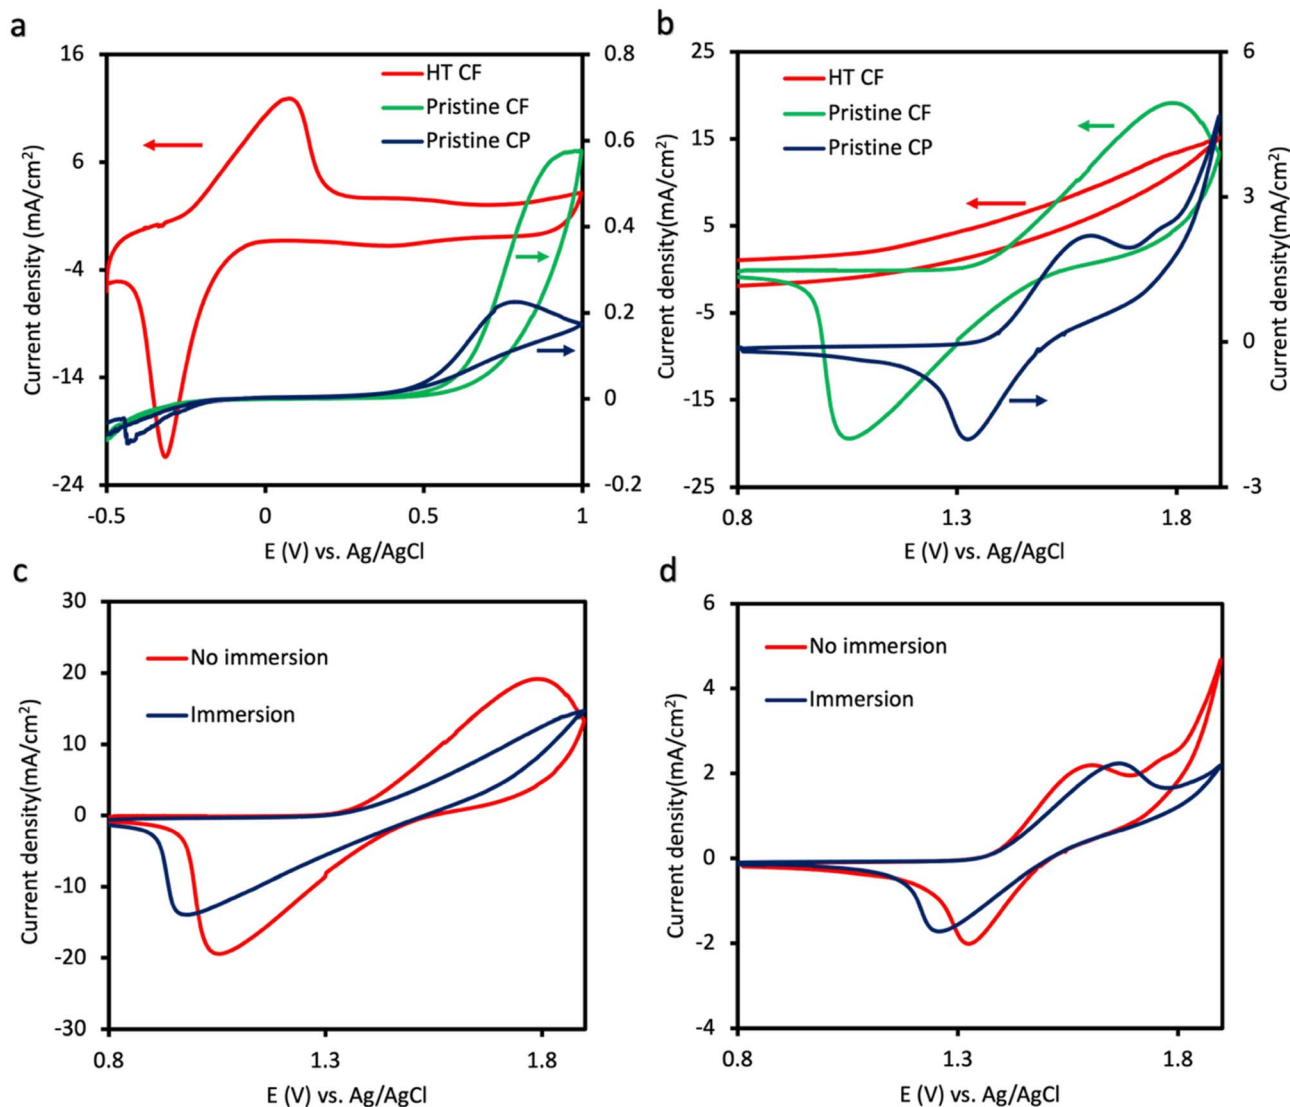 a
16
6
-4
-14
-24
0.8
0.6
0.4
0.2
0
-0.2
-0.5
0
0.5
1
HT CF
Pristine CF
Pristine CP
Current density (mA/cm²)
E (V) vs. Ag/AgCl
b
25
15
5
-5
-15
-25
6
3
0
-3
0.8
1.3
1.8
HT CF
Pristine CF
Pristine CP
Current density(mA/cm²)
Current density(mA/cm²)
E (V) vs. Ag/AgCl
c
30
20
10
0
-10
-20
-30
0.8
1.3
1.8
No immersion
Immersion
Current density(mA/cm²)
E (V) vs. Ag/AgCl
d
6
4
2
0
-2
-4
0.8
1.3
1.8
No immersion
Immersion
Current density(mA/cm²)
E (V) vs. Ag/AgCl